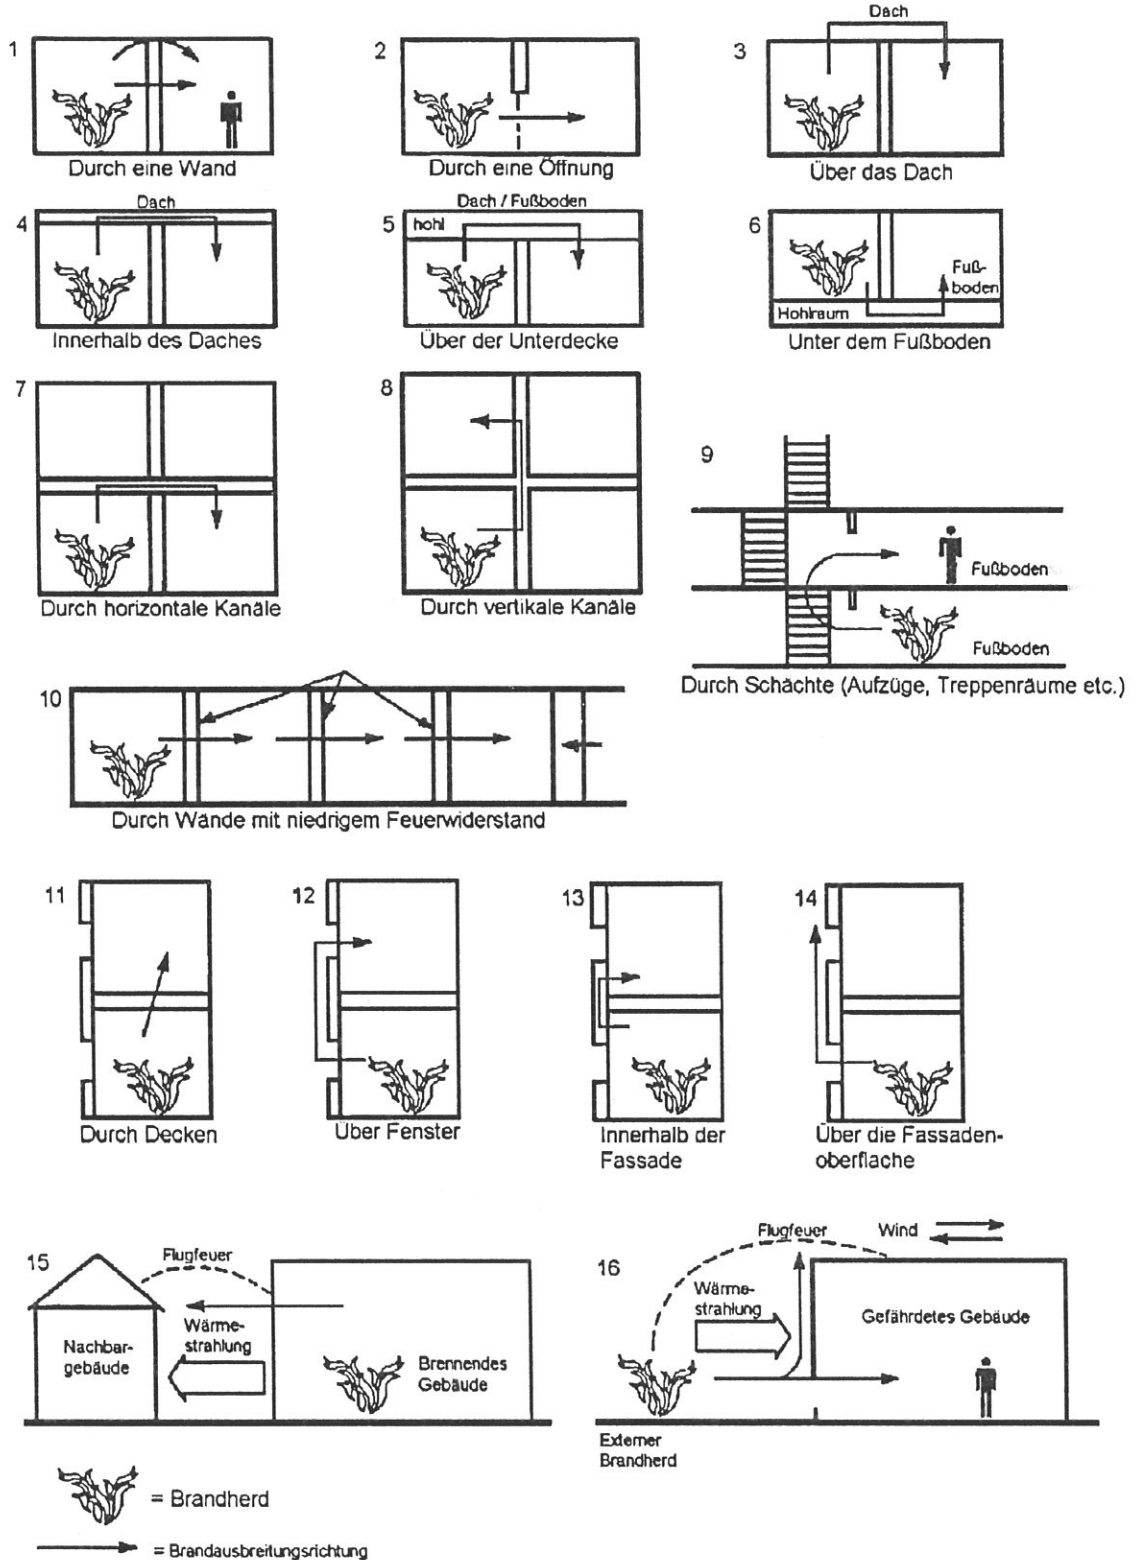 1
Durch eine Wand
2
Durch eine Öffnung
3
Dach
Über das Dach
4
Dach
Innerhalb des Daches
5
Dach / Fußboden
hohl
Über der Unterdecke
6
Fuß-
boden
Hohlraum
Unter dem Fußboden
7
Durch horizontale Kanäle
8
Durch vertikale Kanäle
9
Fußboden
Fußboden
Durch Schächte (Aufzüge, Treppenräume etc.)
10
Durch Wände mit niedrigem Feuerwiderstand
11
Durch Decken
12
Über Fenster
13
Innerhalb der
Fassade
14
Über die Fassaden-
oberflache
15
Flugfeuer
Wärme-
strahlung
Nachbar-
gebäude
Brennendes
Gebäude
16
Flugfeuer
Wind
Wärme-
strahlung
Gefährdetes Gebäude
Externer
Brandherd
= Brandherd
= Brandausbreitungsrichtung